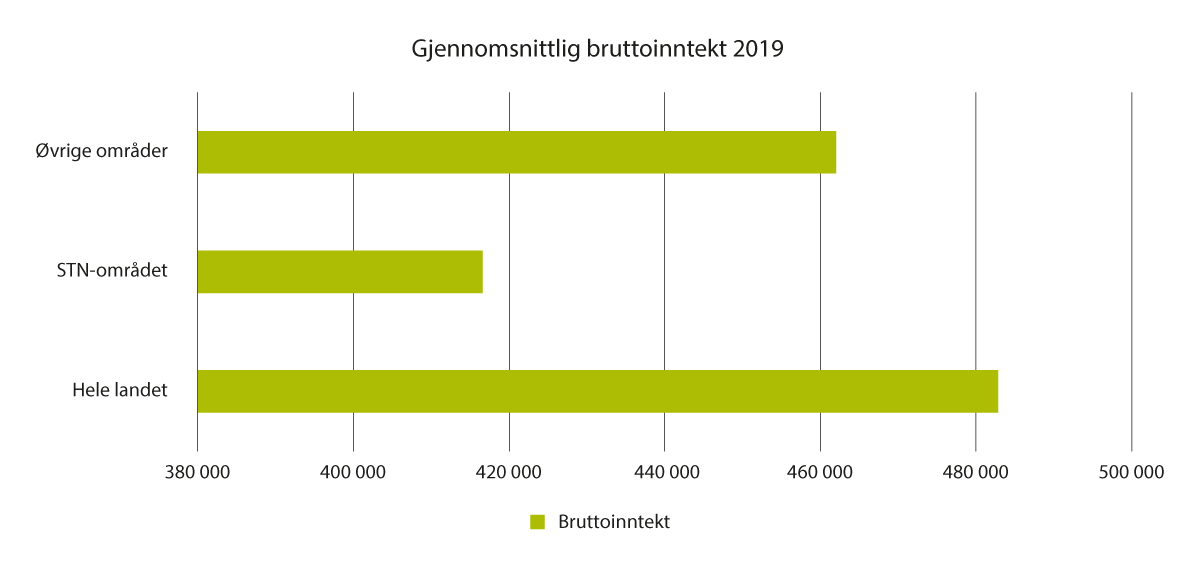 Gjennomsnittlig bruttoinntekt 2019
Øvrige områder
STN-området
Hele landet
380 000 400 000 420 000 440 000 460 000 480 000 500 000
Bruttoinntekt